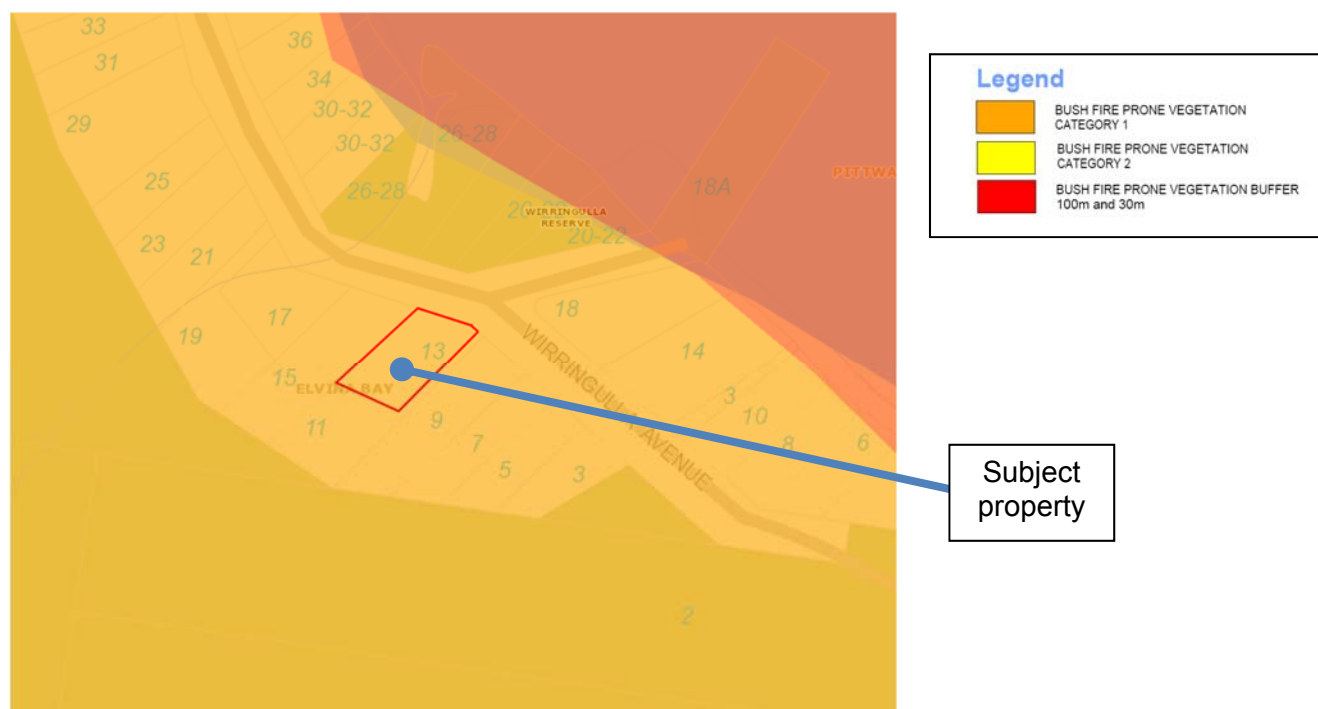 33
36
31
34
30-32
29
30-32
26-28
18A
PITTWA
25
26-28
WIRRINGULLA
RESERVE
20-22
23
21
18
17
13
19
14
15
ELVINA BAY
3
10
WIRRINGULLA AVENUE
11
9
7
8
6
5
3
2
Legend
BUSH FIRE PRONE VEGETATION
CATEGORY 1
BUSH FIRE PRONE VEGETATION
CATEGORY 2
BUSH FIRE PRONE VEGETATION BUFFER
100m and 30m
Subject
property